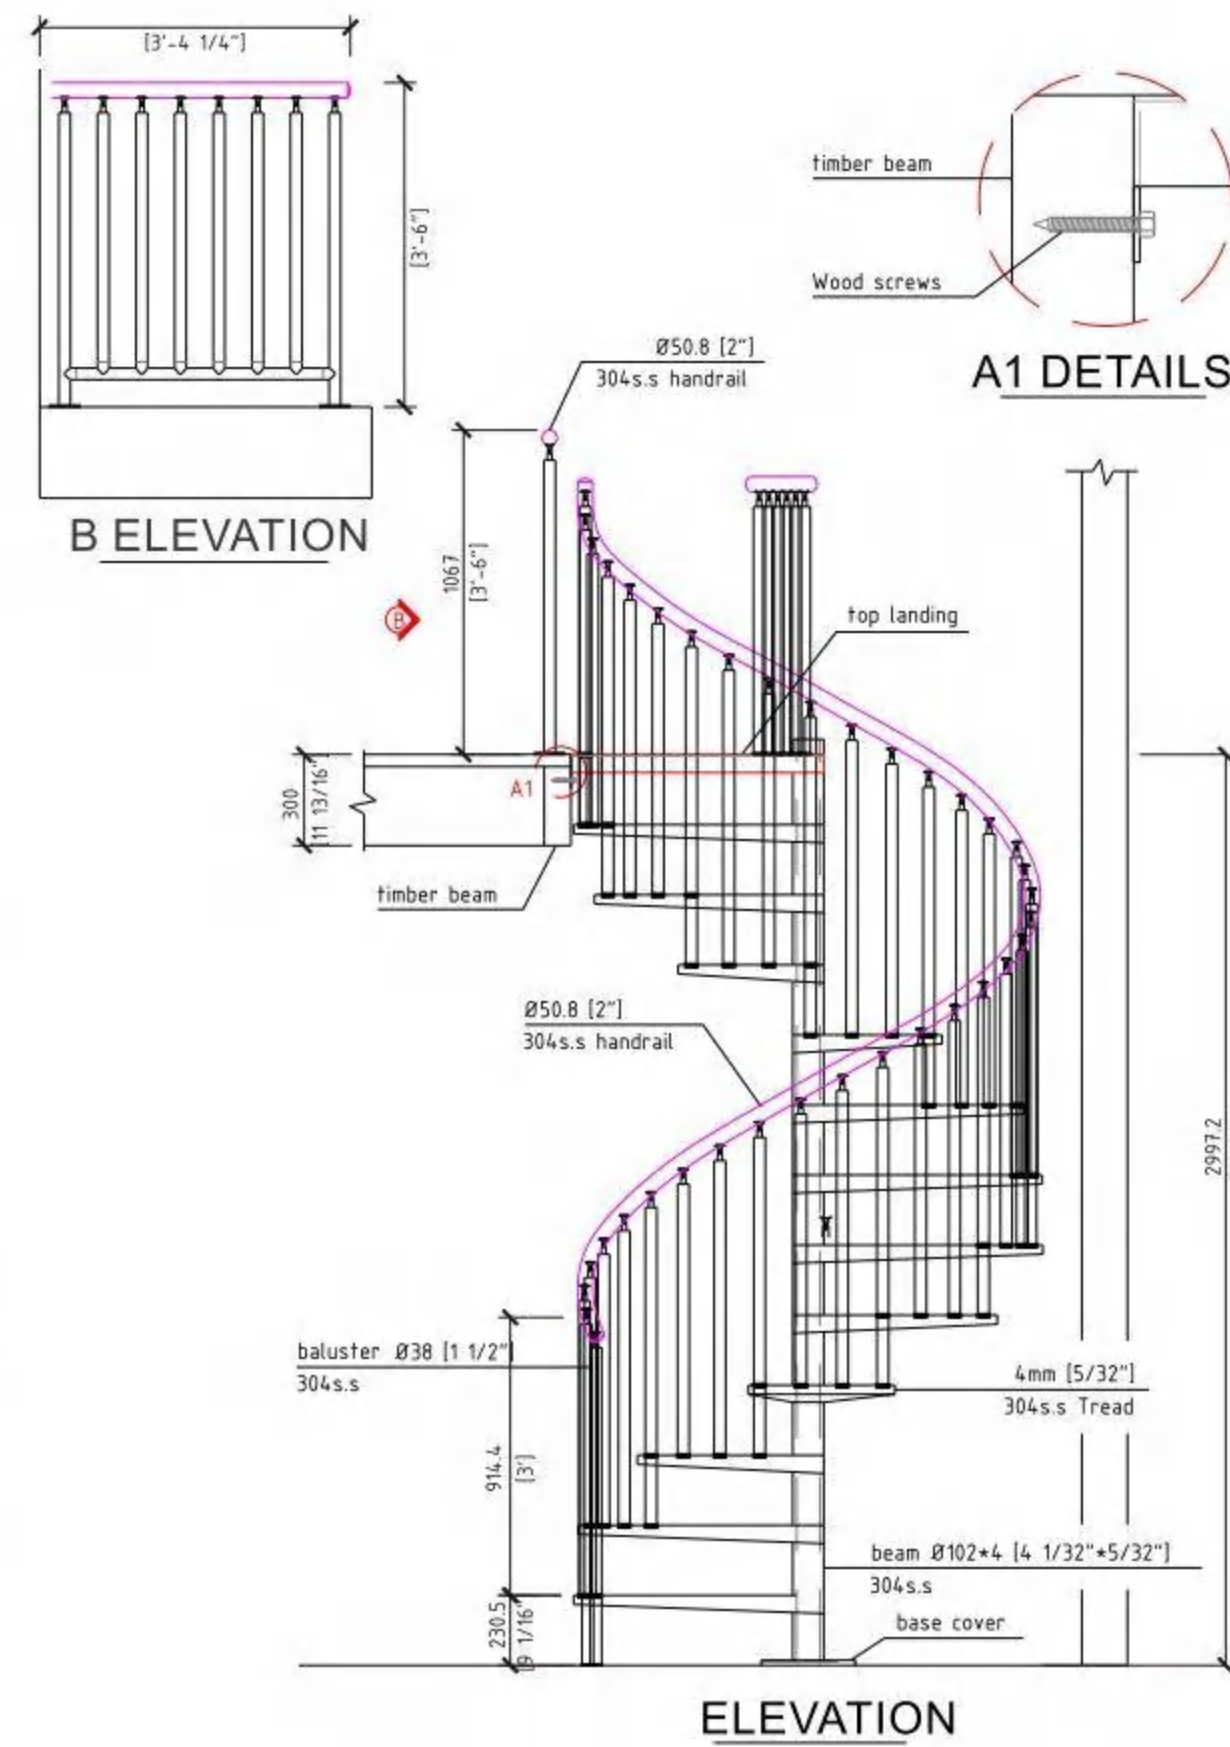 [3'-4 1/4"]
[3'-6"]
B ELEVATION
timber beam
Wood screws
A1 DETAILS
Ø50.8 [2"]
304s.s handrail
1067
[3'-6"]
B
top landing
A1
300
[11 13/16"
timber beam
Ø50.8 [2"]
304s.s handrail
2997.2
baluster Ø38 [1 1/2"
304s.s
914.4
[3']
4mm [5/32"]
304s.s Tread
beam Ø102*4 [4 1/32"*5/32"]
304s.s
230.5
[9 1/16"
base cover
ELEVATION